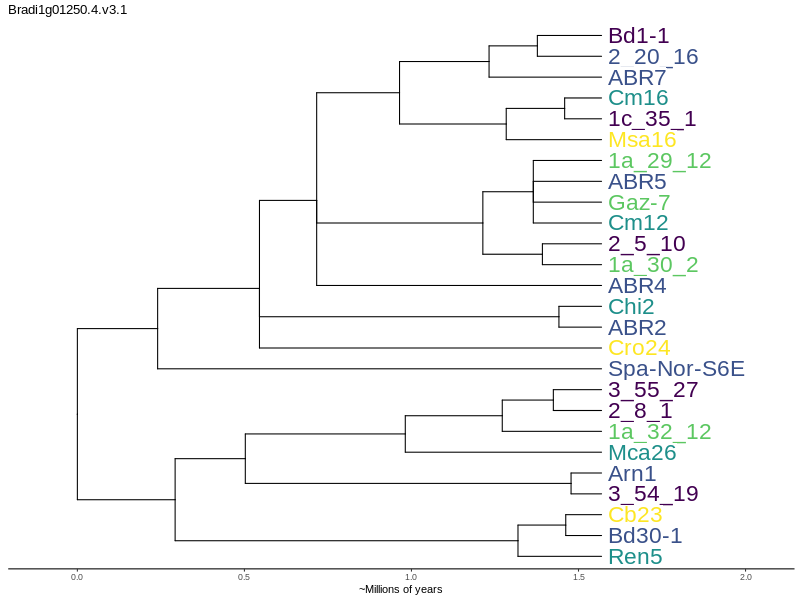 Bradi1g01250.4.v3.1
Bd1-1
2_20_16
ABR7
Cm16
1c_35_1
Msa16
1a_29_12
ABR5
Gaz-7
Cm12
2_5_10
1a_30_2
ABR4
Chi2
ABR2
Cro24
Spa-Nor-S6E
3_55_27
2_8_1
1a_32_12
Mca26
Arn1
3_54_19
Cb23
Bd30-1
Ren5
0.0 0.5 1.0 1.5 2.0
~Millions of years